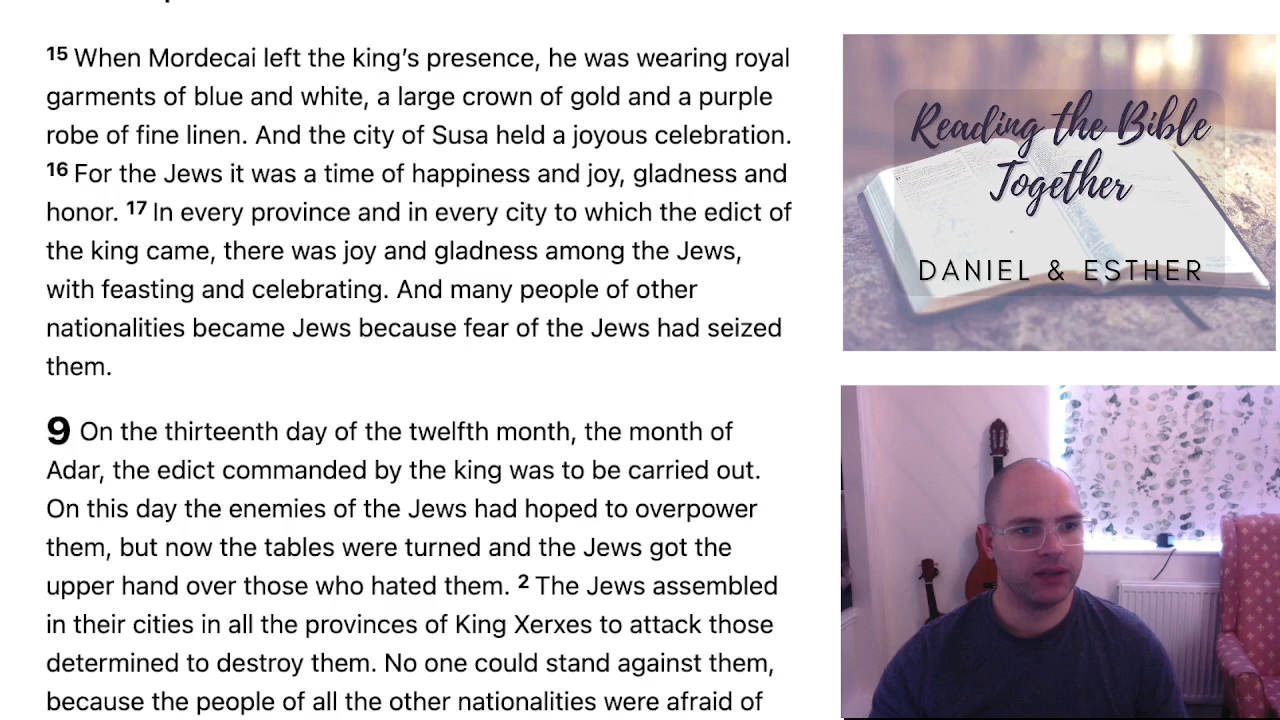 15 When Mordecai left the king’s presence, he was wearing royal
garments of blue and white, a large crown of gold and a purple
robe of fine linen. And the city of Susa held a joyous celebration.
16 For the Jews it was a time of happiness and joy, gladness and
honor. 17 In every province and in every city to which the edict of
the king came, there was joy and gladness among the Jews,
with feasting and celebrating. And many people of other
nationalities became Jews because fear of the Jews had seized
them.
9 On the thirteenth day of the twelfth month, the month of
Adar, the edict commanded by the king was to be carried out.
On this day the enemies of the Jews had hoped to overpower
them, but now the tables were turned and the Jews got the
upper hand over those who hated them. 2 The Jews assembled
in their cities in all the provinces of King Xerxes to attack those
determined to destroy them. No one could stand against them,
because the people of all the other nationalities were afraid of
Reading the Bible
Together
DANIEL & ESTHER